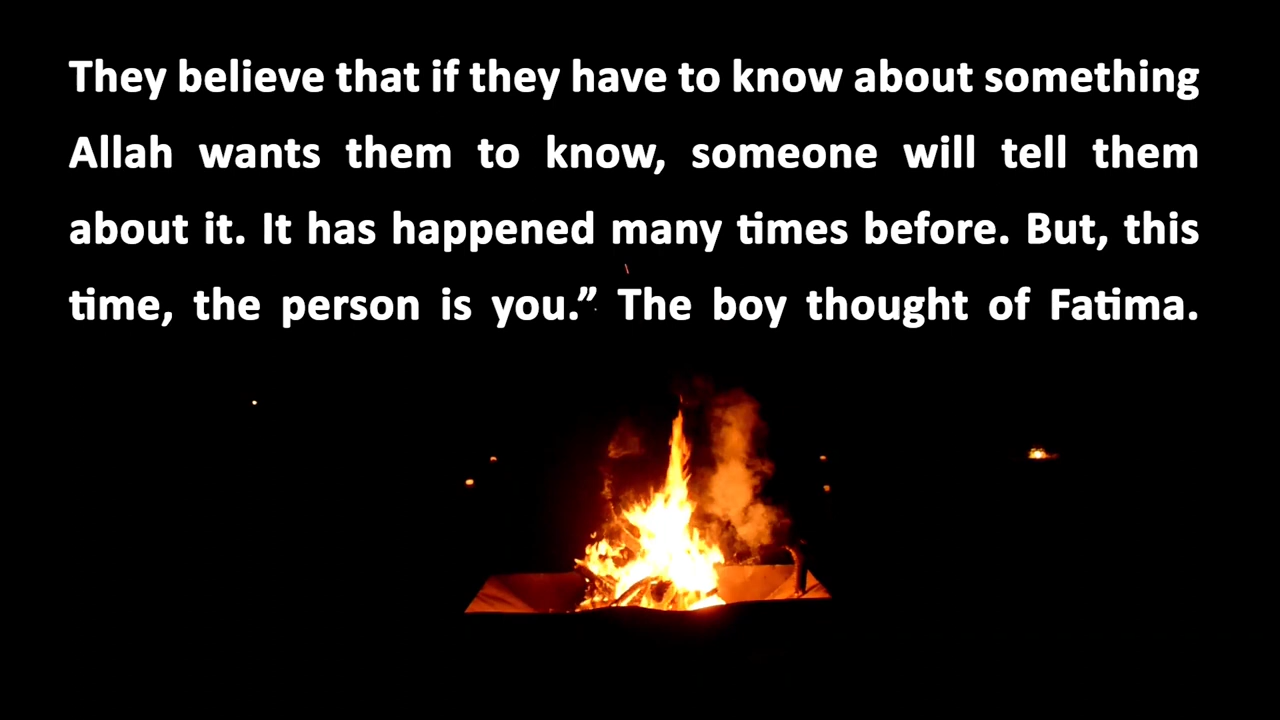 They believe that if they have to know about something
Allah wants them to know, someone will tell them
about it. It has happened many times before. But, this
time, the person is you.” The boy thought of Fatima.